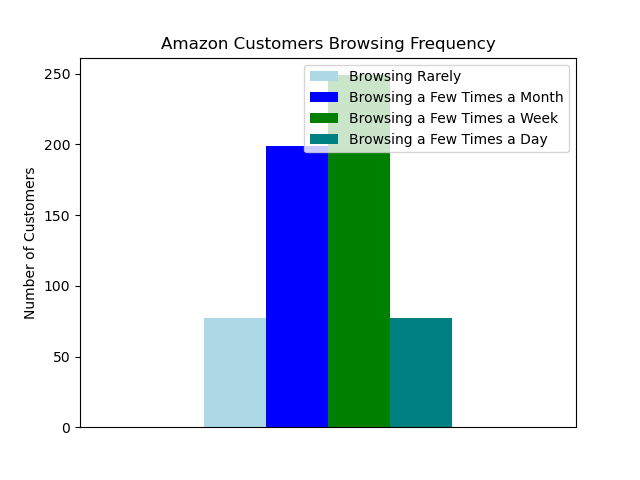 Amazon Customers Browsing Frequency
250
200
150
100
50
0
Number of Customers
Browsing Rarely
Browsing a Few Times a Month
Browsing a Few Times a Week
Browsing a Few Times a Day